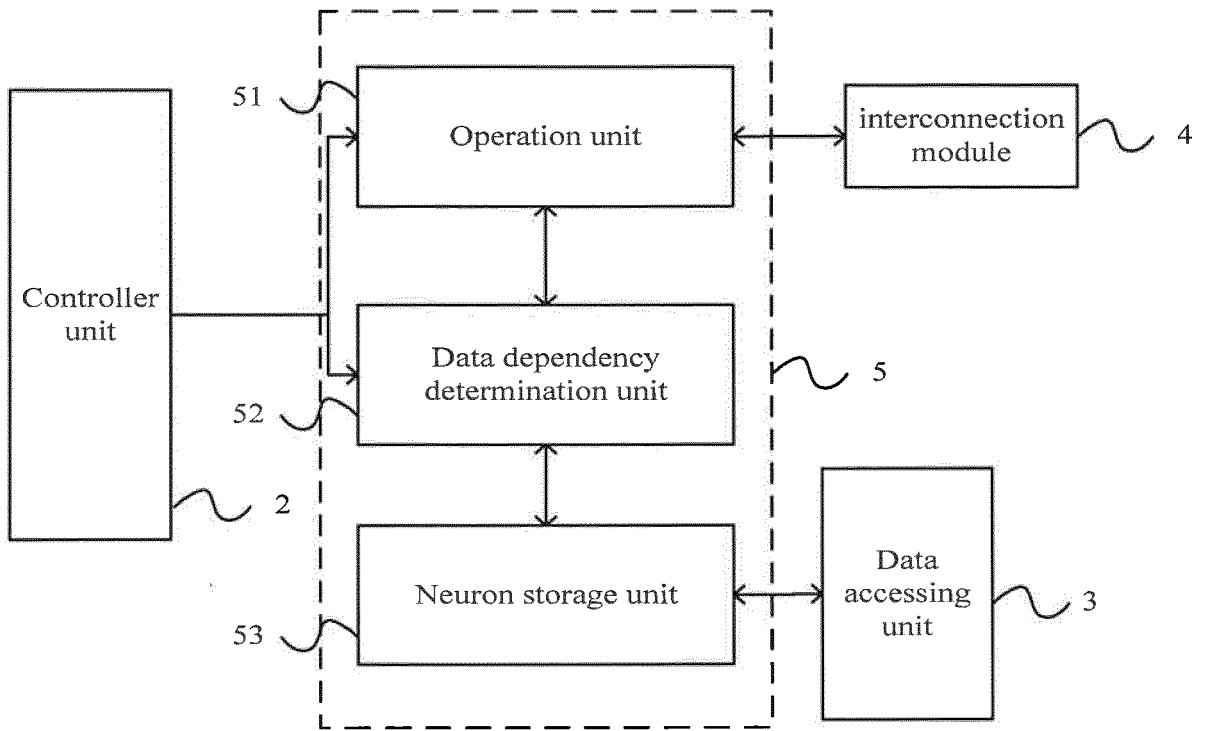 51
Operation unit
interconnection
module
4
Controller
unit
Data dependency
determination unit
5
52
2
Neuron storage unit
Data
accessing
unit
3
53